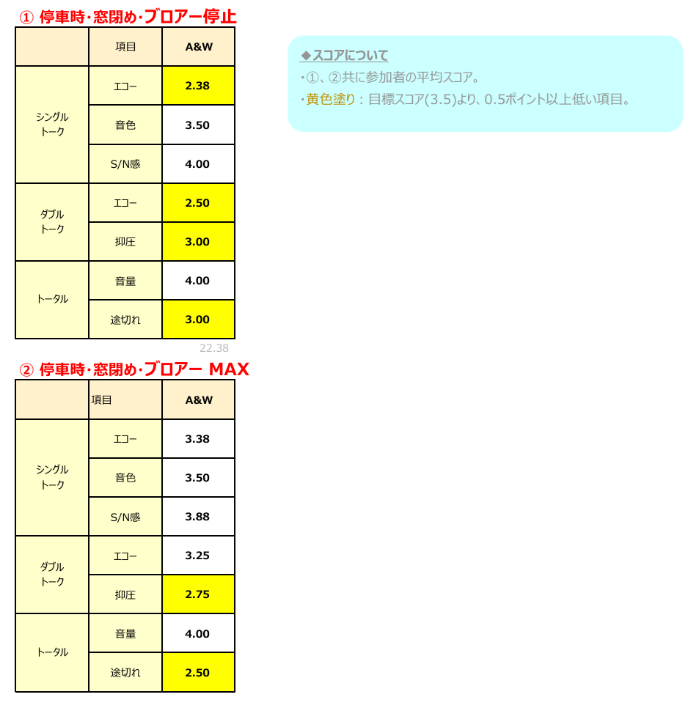 ① 停車時・窓閉め・ブロアー停止
項目 A&W
シングル
トーク
エコー 2.38
音色 3.50
S/N感 4.00
ダブル
トーク
エコー 2.50
抑圧 3.00
トータル
音量 4.00
途切れ 3.00
22.38
◆スコアについて
・①、②共に参加者の平均スコア。
・黄色塗り : 目標スコア(3.5)より、0.5ポイント以上低い項目。
② 停車時・窓閉め・ブロアー MAX
項目 A&W
シングル
トーク
エコー 3.38
音色 3.50
S/N感 3.88
ダブル
トーク
エコー 3.25
抑圧 2.75
トータル
音量 4.00
途切れ 2.50